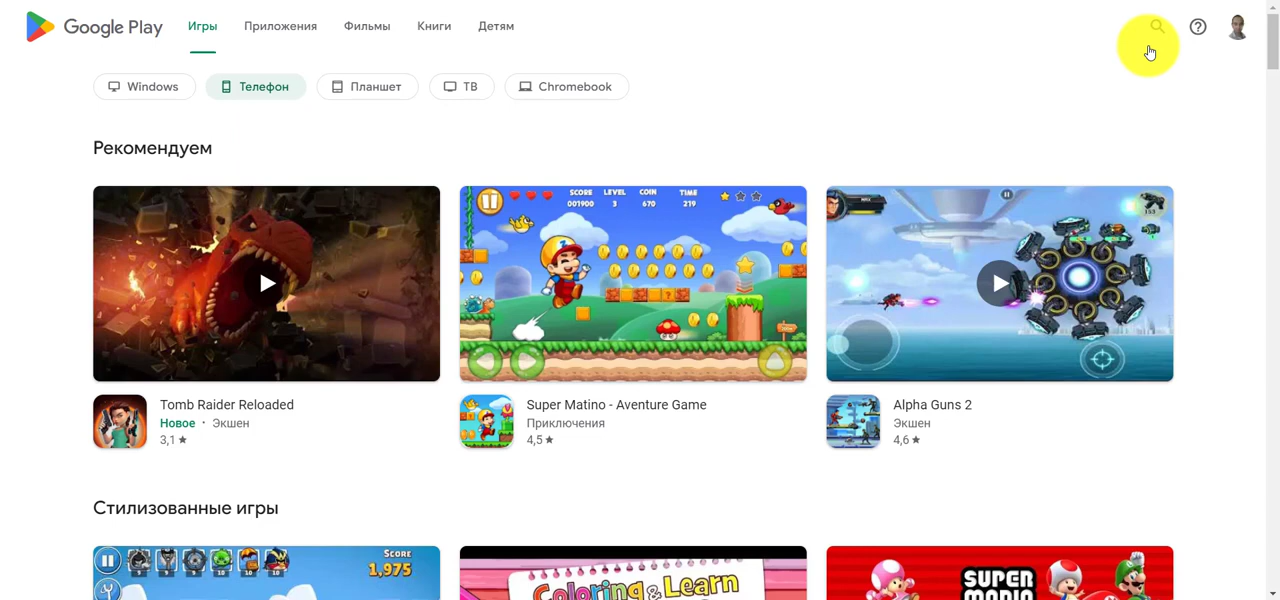 Google Play
Игры
Приложения
Фильмы
Книги
Детям
Windows
Телефон
Планшет
ТВ
Chromebook
Рекомендуем
SCORE LEVEL COIN TIME
001900 3 670 219
153
Tomb Raider Reloaded
Новое · Экшен
3,1 ★
Super Matino - Aventure Game
Приключения
4,5 ★
Alpha Guns 2
Экшен
4,6 ★
Стилизованные игры
SCORE
1,975
Coloring & Learn
SUPER
MARIO